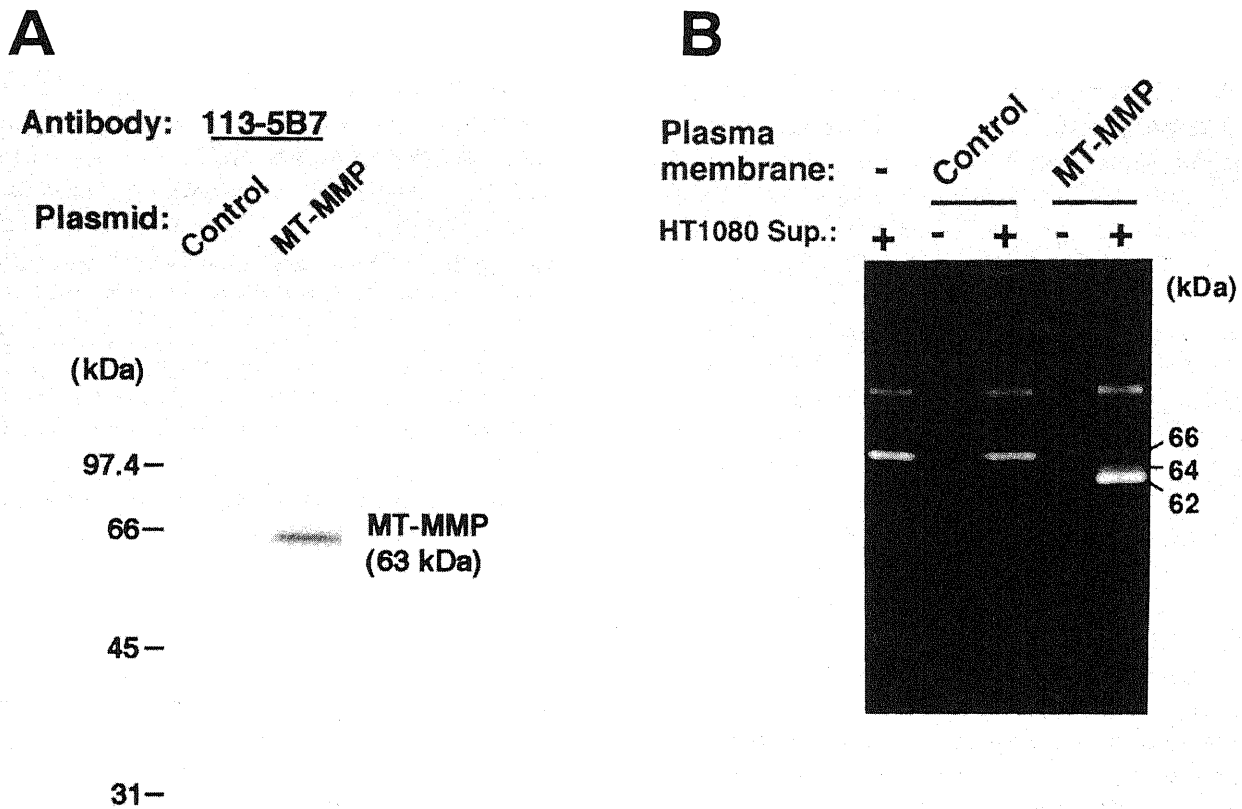 A
Antibody: 113-5B7
Plasmid: Control MT-MMP
(kDa)
97.4–
66–
MT-MMP
(63 kDa)
45–
31–
B
Plasma
membrane: - Control MT-MMP
HT1080 Sup.: + - + - +
(kDa)
66
64
62